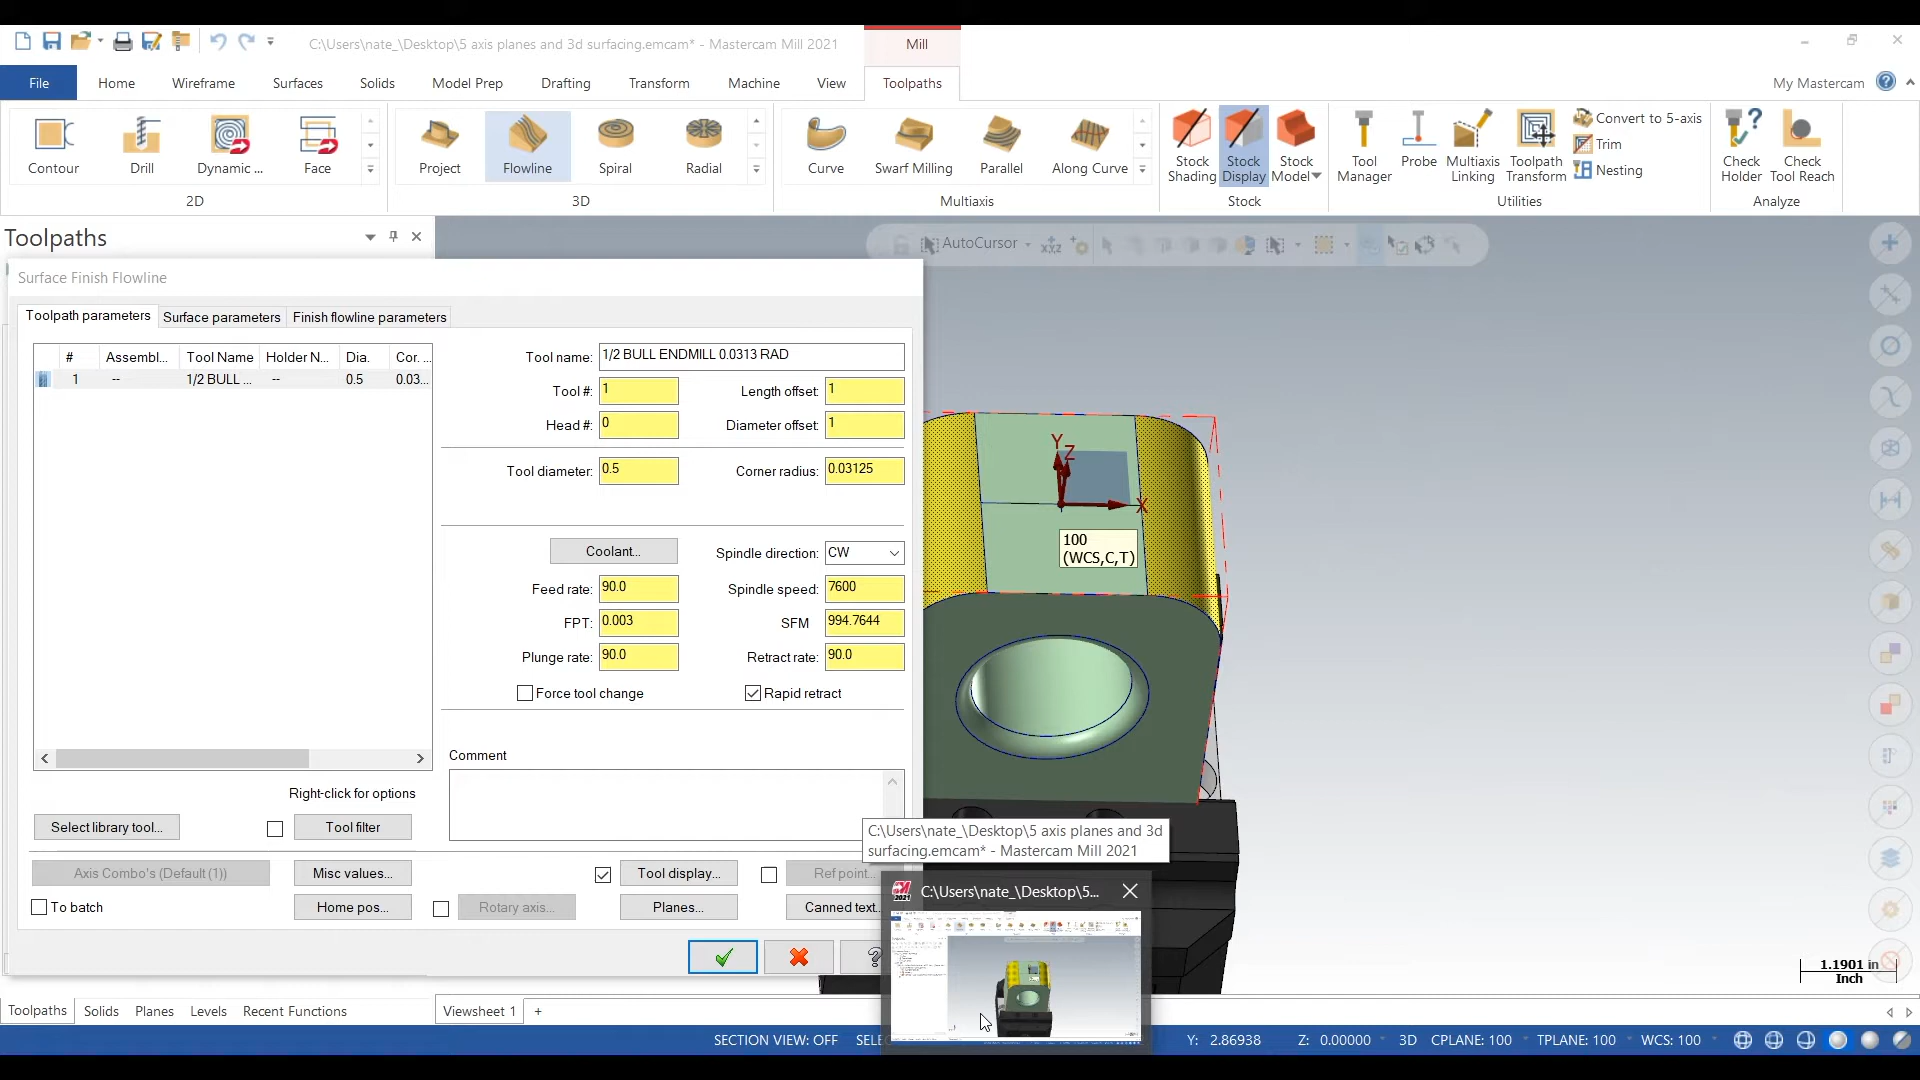 C:\Users\nate_\Desktop\5 axis planes and 3d surfacing.emcam* - Mastercam Mill 2021
Mill
File
Home
Wireframe
Surfaces
Solids
Model Prep
Drafting
Transform
Machine
View
Toolpaths
My Mastercam
Contour
Drill
Dynamic ...
Face
Project
Flowline
Spiral
Radial
Curve
Swarf Milling
Parallel
Along Curve
Stock Shading
Stock Display
Stock Model
Tool Manager
Probe
Multiaxis Linking
Toolpath Transform
Convert to 5-axis
Trim
Nesting
Check Holder
Check Tool Reach
2D
3D
Multiaxis
Stock
Utilities
Analyze
Toolpaths
AutoCursor
Surface Finish Flowline
Toolpath parameters
Surface parameters
Finish flowline parameters
# Assembl... Tool Name Holder N... Dia. Cor. ...
1 -- 1/2 BULL ... -- 0.5 0.03...
Tool name: 1/2 BULL ENDMILL 0.0313 RAD
Tool #: 1
Length offset: 1
Head #: 0
Diameter offset: 1
Tool diameter: 0.5
Corner radius: 0.03125
Coolant...
Spindle direction: CW
Feed rate: 90.0
Spindle speed: 7600
FPT: 0.003
SFM 994.7644
Plunge rate: 90.0
Retract rate: 90.0
Force tool change
Rapid retract
Comment
Right-click for options
Select library tool...
Tool filter
Axis Combo's (Default (1))
Misc values...
Tool display...
Ref point...
To batch
Home pos...
Rotary axis...
Planes...
Canned text..
Y
Z
X
100
(WCS,C,T)
C:\Users\nate_\Desktop\5 axis planes and 3d
surfacing.emcam* - Mastercam Mill 2021
C:\Users\nate_\Desktop\5...
1.1901 in
Inch
Toolpaths
Solids
Planes
Levels
Recent Functions
Viewsheet 1
+
SECTION VIEW: OFF
Y: 2.86938
Z: 0.00000
3D
CPLANE: 100
TPLANE: 100
WCS: 100